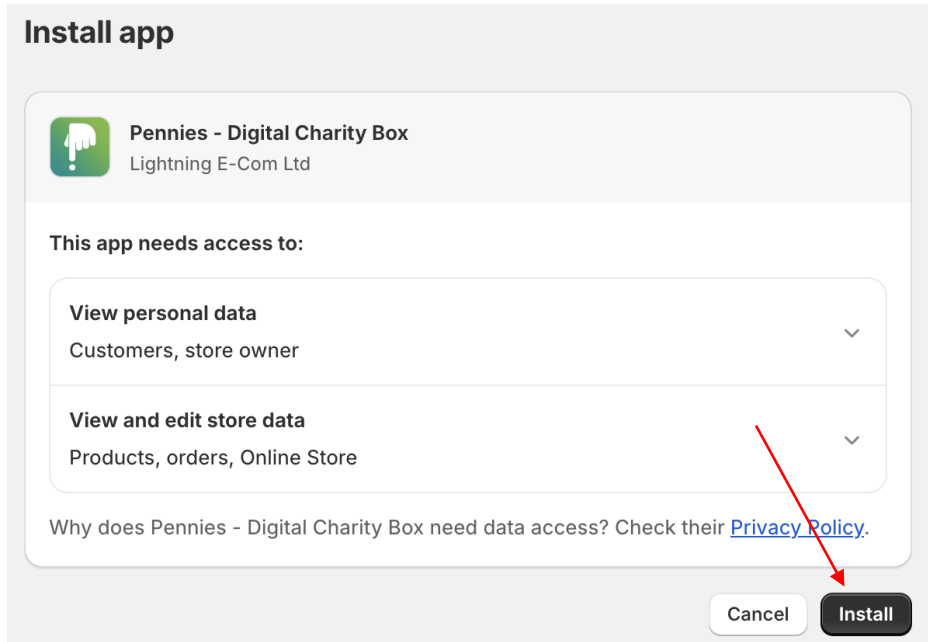 Install app
Pennies - Digital Charity Box
Lightning E-Com Ltd
This app needs access to:
View personal data
Customers, store owner
View and edit store data
Products, orders, Online Store
Why does Pennies - Digital Charity Box need data access? Check their Privacy Policy.
Cancel Install